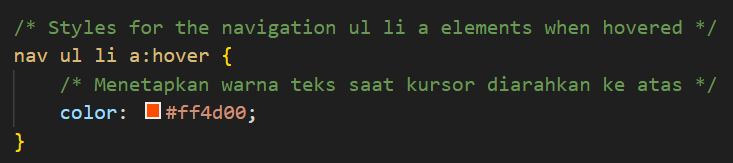 /* Styles for the navigation ul li a elements when hovered */
nav ul li a:hover {
/* Menetapkan warna teks saat kursor diarahkan ke atas */
color: #ff4d00;
}